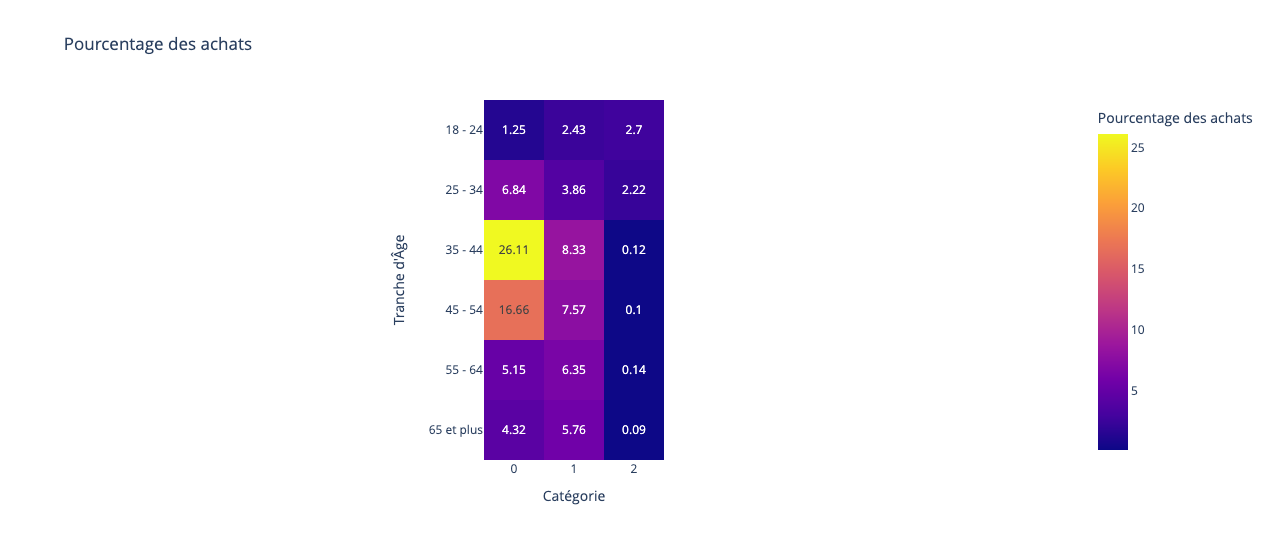 Pourcentage des achats
Pourcentage des achats
25
20
15
10
5
Tranche d'Âge
18 - 24 1.25 2.43 2.7
25 - 34 6.84 3.86 2.22
35 - 44 26.11 8.33 0.12
45 - 54 16.66 7.57 0.1
55 - 64 5.15 6.35 0.14
65 et plus 4.32 5.76 0.09
0 1 2
Catégorie